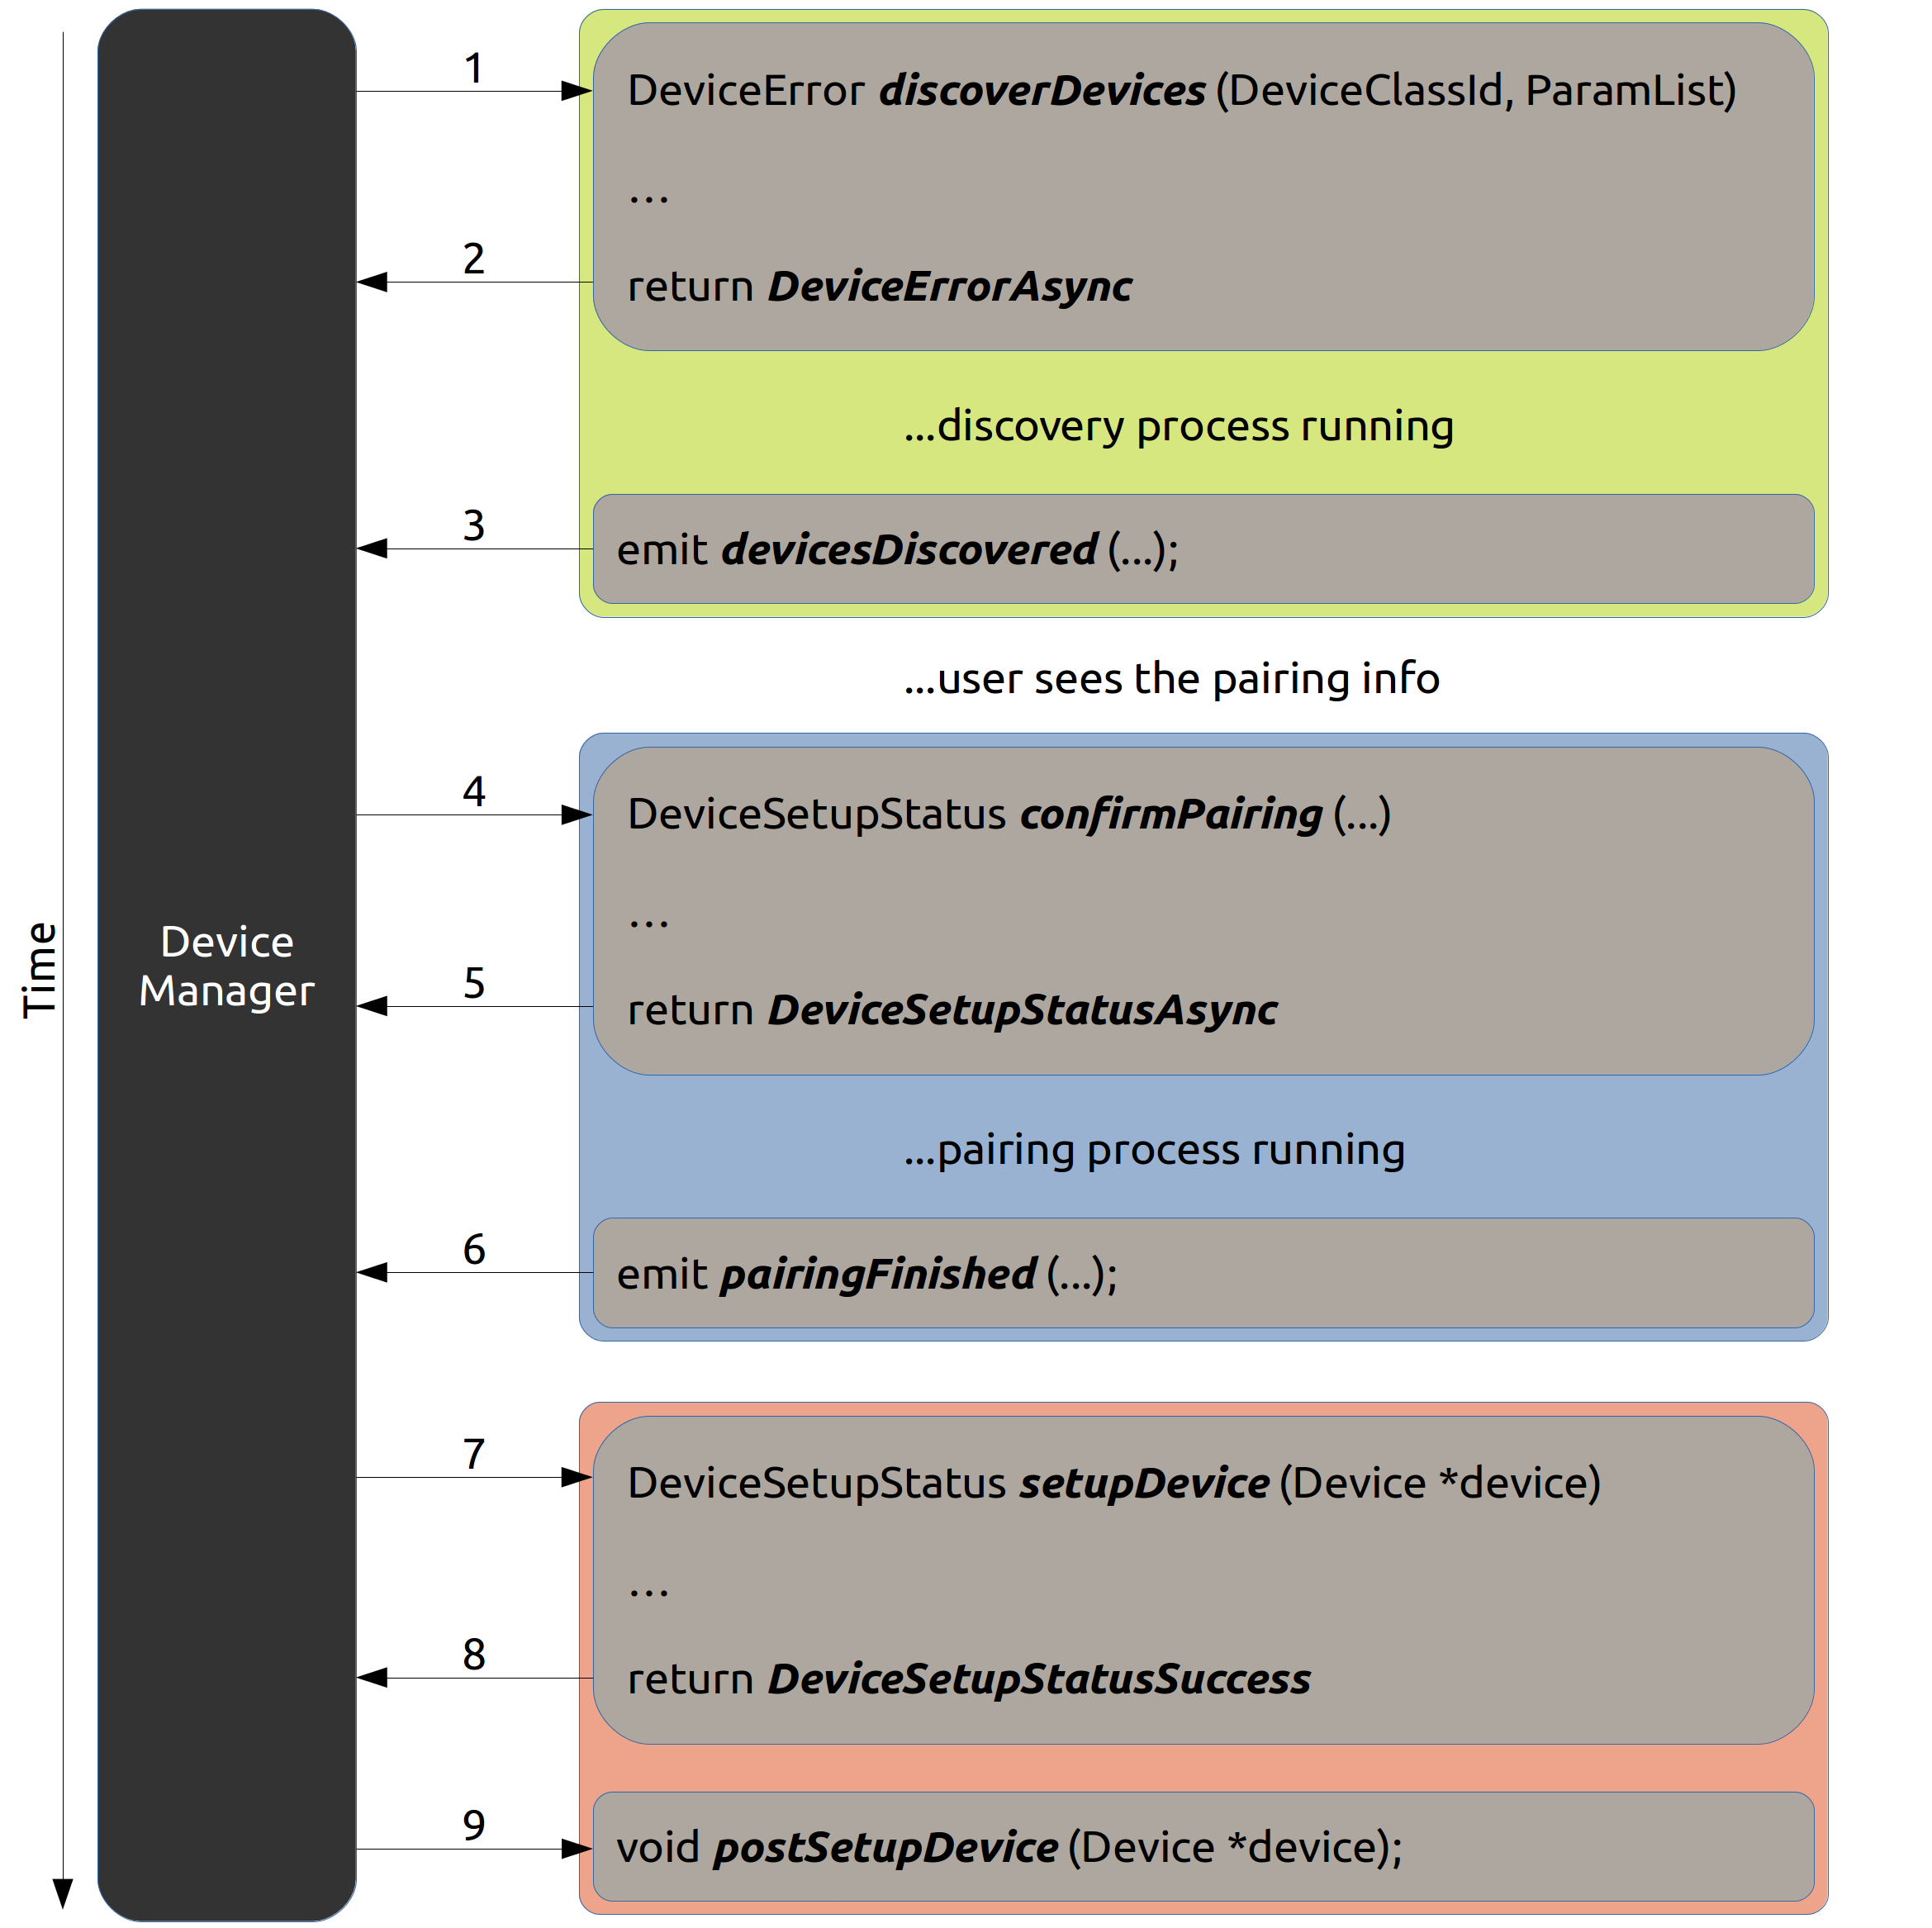 Time
Device
Manager
1
DeviceError discoverDevices (DeviceClassId, ParamList)
...
2
return DeviceErrorAsync
...discovery process running
3
emit devicesDiscovered (...);
...user sees the pairing info
4
DeviceSetupStatus confirmPairing (...)
...
5
return DeviceSetupStatusAsync
...pairing process running
6
emit pairingFinished (...);
7
DeviceSetupStatus setupDevice (Device *device)
...
8
return DeviceSetupStatusSuccess
9
void postSetupDevice (Device *device);